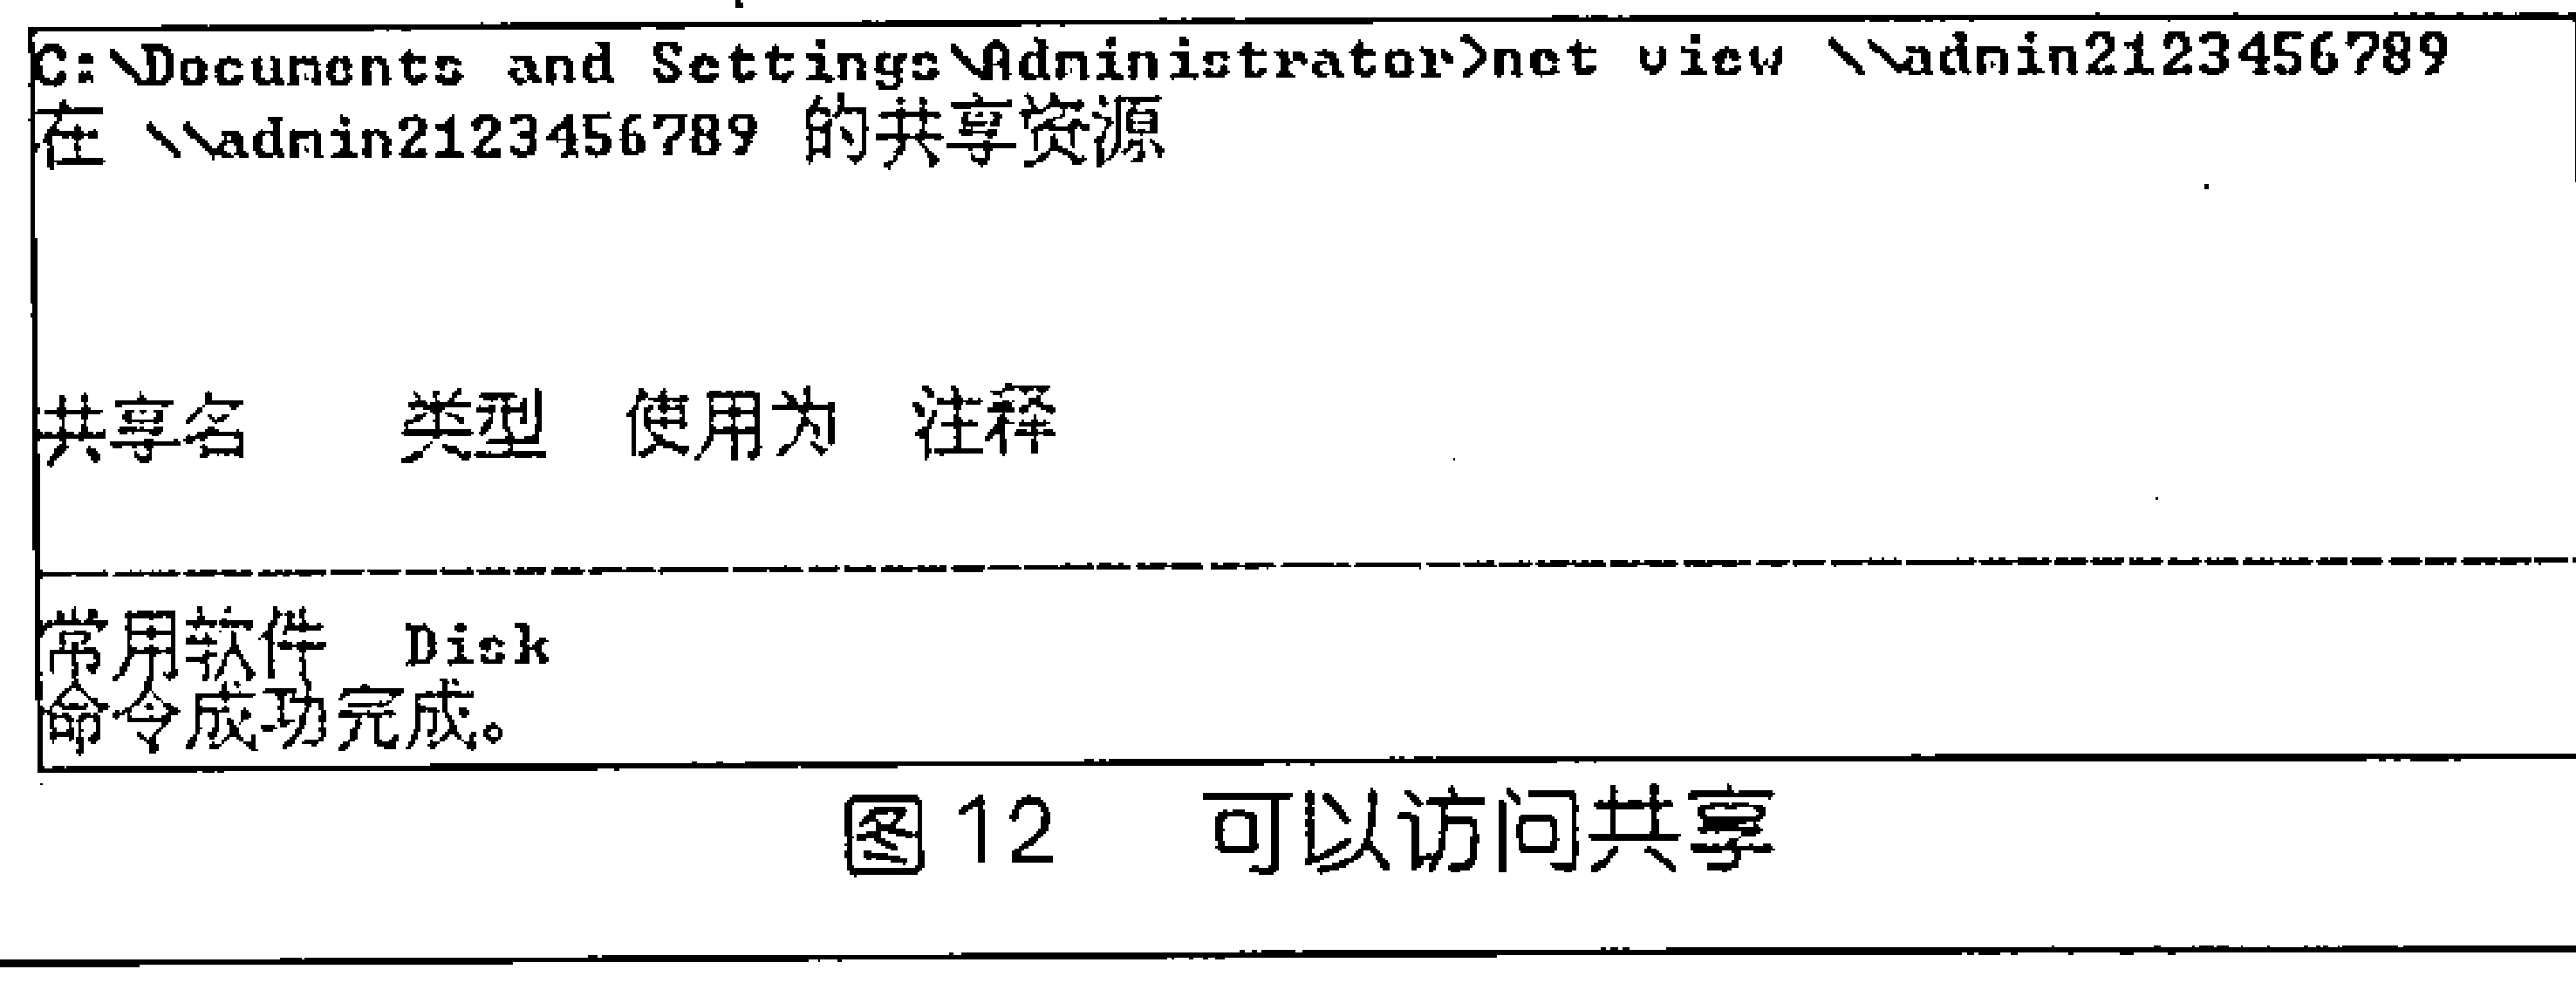 C:\Documents and Settings\Administrator>net view \\admin2123456789
在 \\admin2123456789 的共享资源
共享名 类型 使用为 注释
--------------------------------------------------
常用软件 Disk
命令成功完成。
图12 可以访问共享